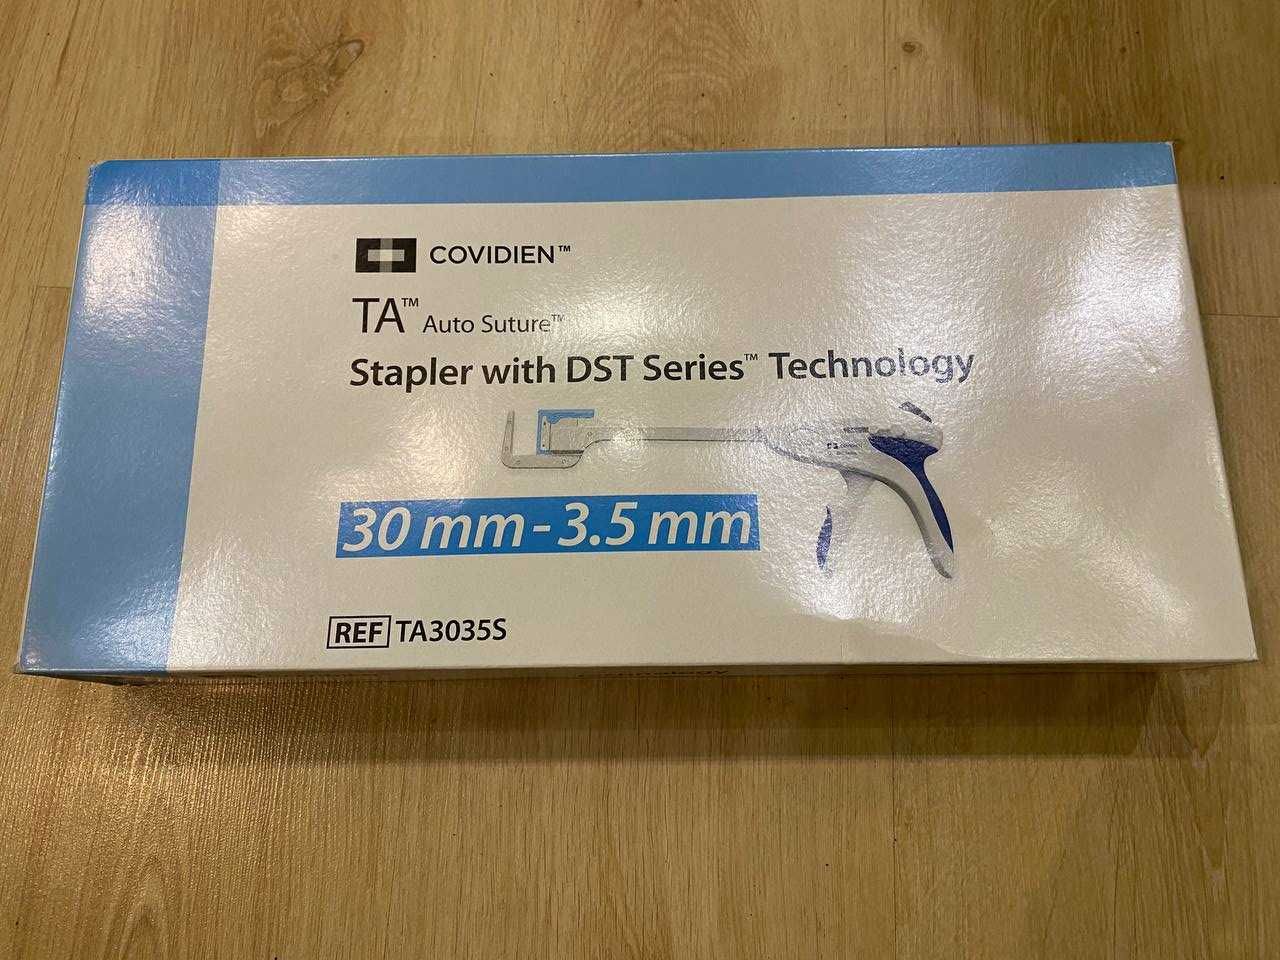 COVIDIEN™
TA™ Auto Suture™
Stapler with DST Series™ Technology
30 mm - 3.5 mm
REF TA3035S